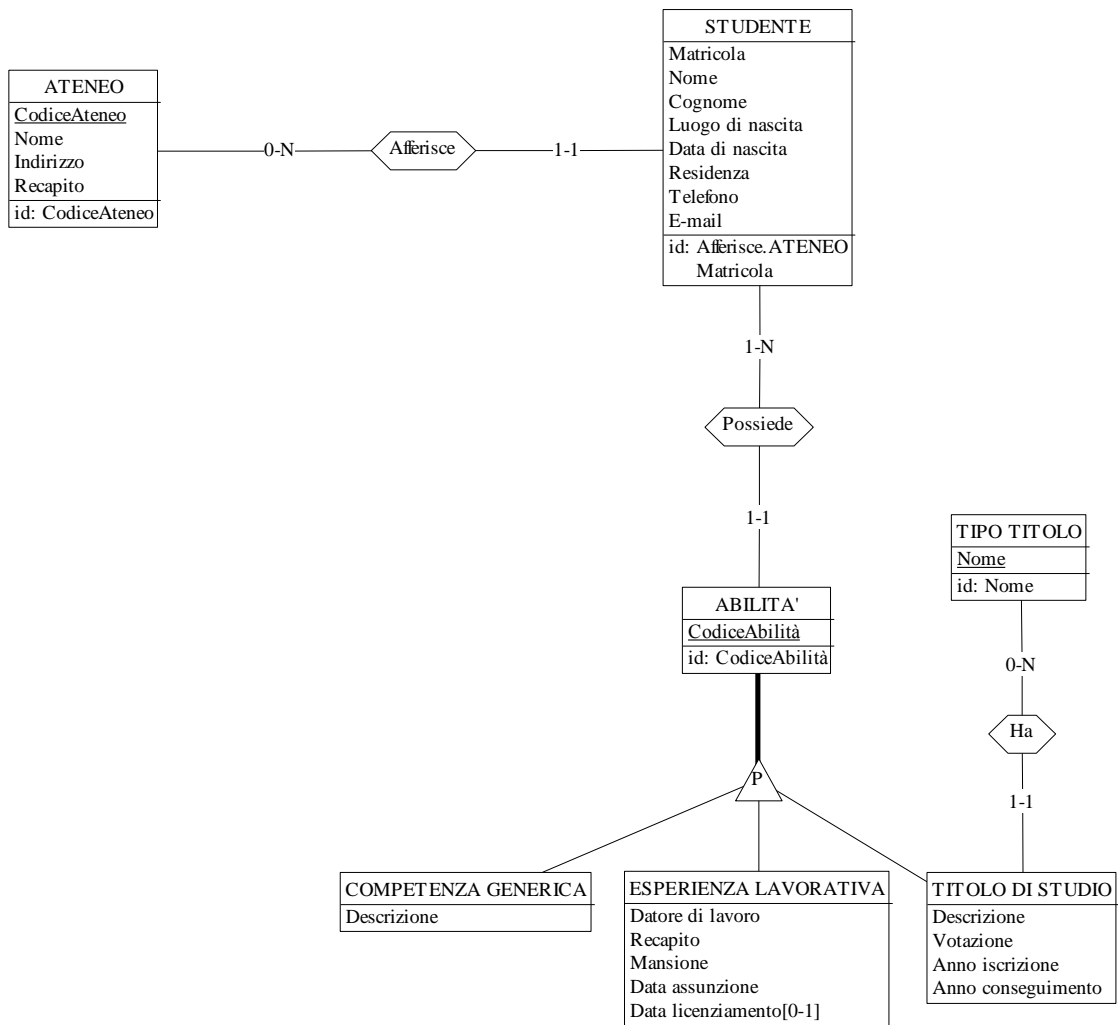 STUDENTE
Matricola
Nome
Cognome
Luogo di nascita
Data di nascita
Residenza
Telefono
E-mail
id: Afferisce.ATENEO
Matricola
ATENEO
CodiceAteneo
Nome
Indirizzo
Recapito
id: CodiceAteneo
0-N
Afferisce
1-1
1-N
Possiede
1-1
TIPO TITOLO
Nome
id: Nome
ABILITA'
CodiceAbilità
id: CodiceAbilità
0-N
Ha
1-1
P
COMPETENZA GENERICA
Descrizione
ESPERIENZA LAVORATIVA
Datore di lavoro
Recapito
Mansione
Data assunzione
Data licenziamento[0-1]
TITOLO DI STUDIO
Descrizione
Votazione
Anno iscrizione
Anno conseguimento